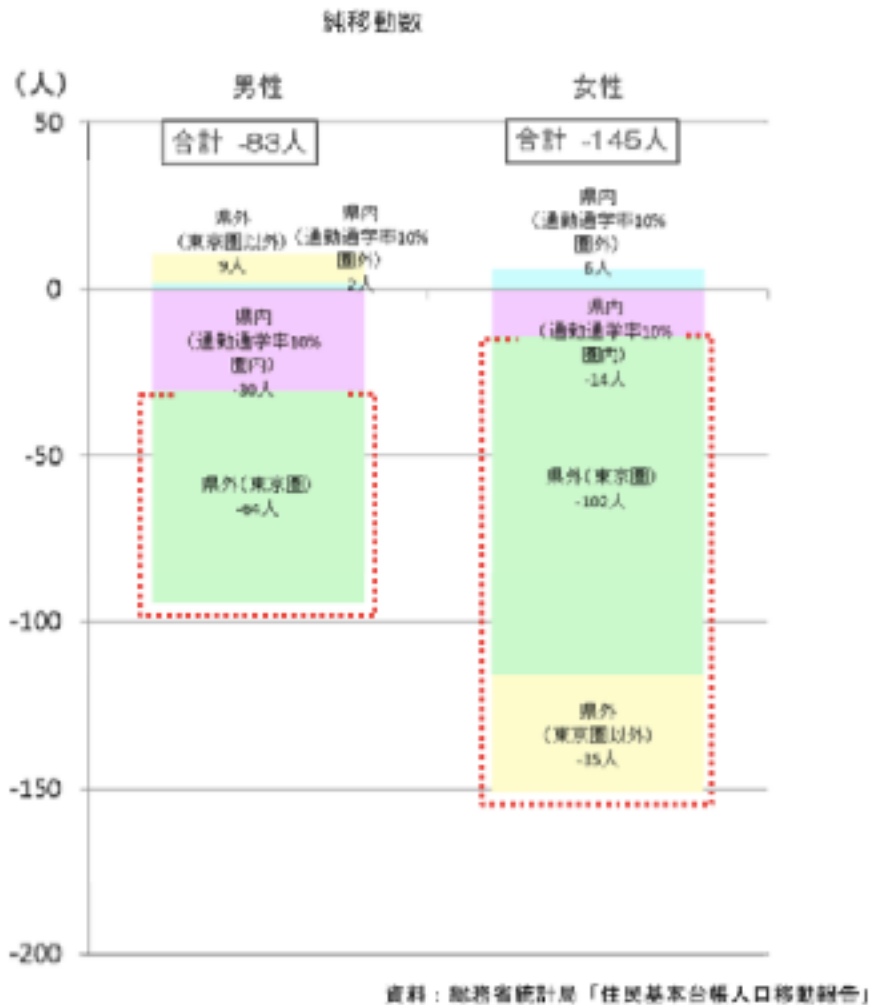 純移動数
(人)
男性
女性
50
合計 -83人
合計 -145人
県外
(東京圏以外)
9人
県内
(通勤通学率10%
圏外)
2人
県内
(通勤通学率10%
圏外)
6人
0
県内
(通勤通学率10%
圏内)
-30人
県内
(通勤通学率10%
圏内)
-14人
-50
県外(東京圏)
-64人
県外(東京圏)
-102人
-100
県外
(東京圏以外)
-35人
-150
-200
資料：総務省統計局「住民基本台帳人口移動報告」